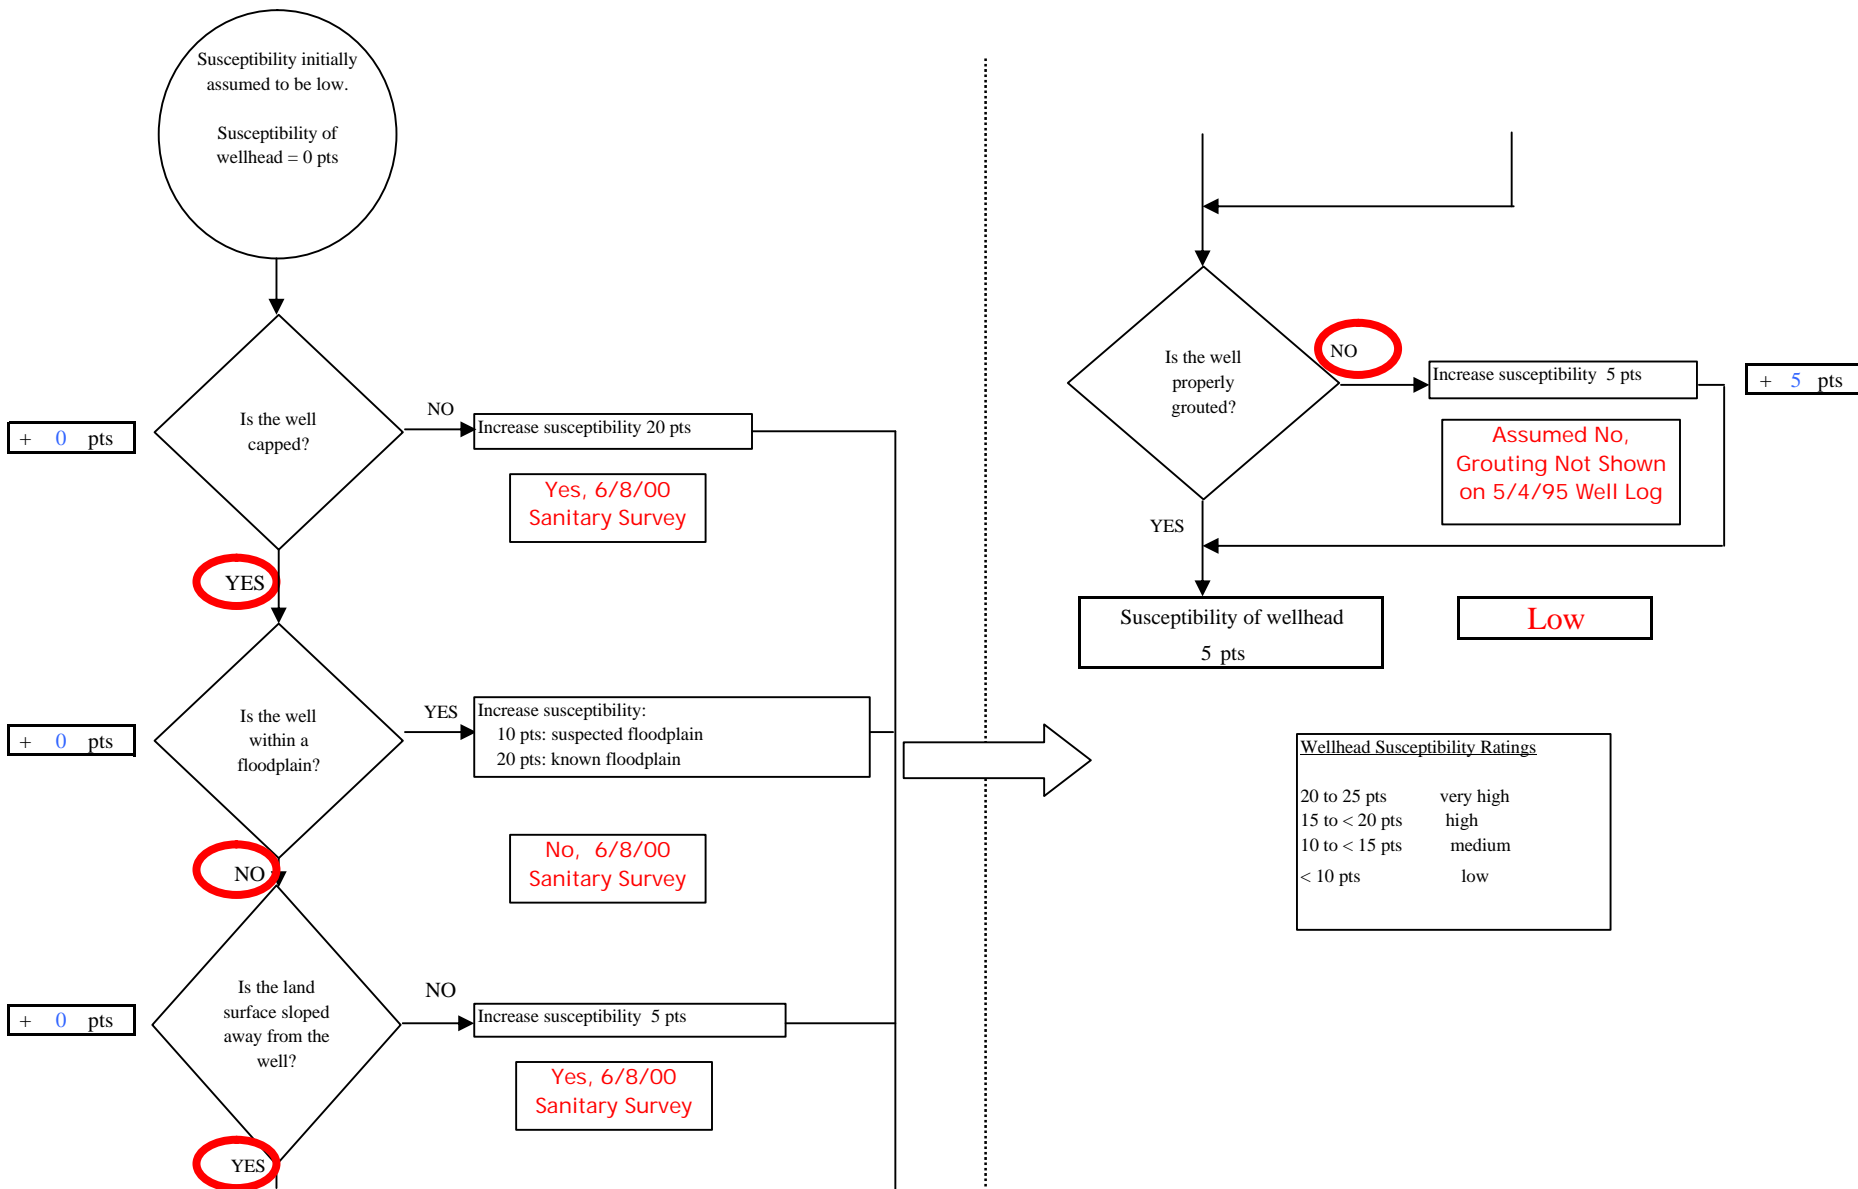 Susceptibility initially
assumed to be low.
Susceptibility of
wellhead = 0 pts
+ 0 pts
Is the well
capped?
NO
Increase susceptibility 20 pts
Yes, 6/8/00
Sanitary Survey
YES
+ 0 pts
Is the well
within a
floodplain?
YES
Increase susceptibility:
10 pts: suspected floodplain
20 pts: known floodplain
No, 6/8/00
Sanitary Survey
NO
+ 0 pts
Is the land
surface sloped
away from the
well?
NO
Increase susceptibility 5 pts
Yes, 6/8/00
Sanitary Survey
YES
Is the well
properly
grouted?
NO
Increase susceptibility 5 pts
+ 5 pts
Assumed No,
Grouting Not Shown
on 5/4/95 Well Log
YES
Susceptibility of wellhead
5 pts
Low
Wellhead Susceptibility Ratings
20 to 25 pts very high
15 to < 20 pts high
10 to < 15 pts medium
< 10 pts low